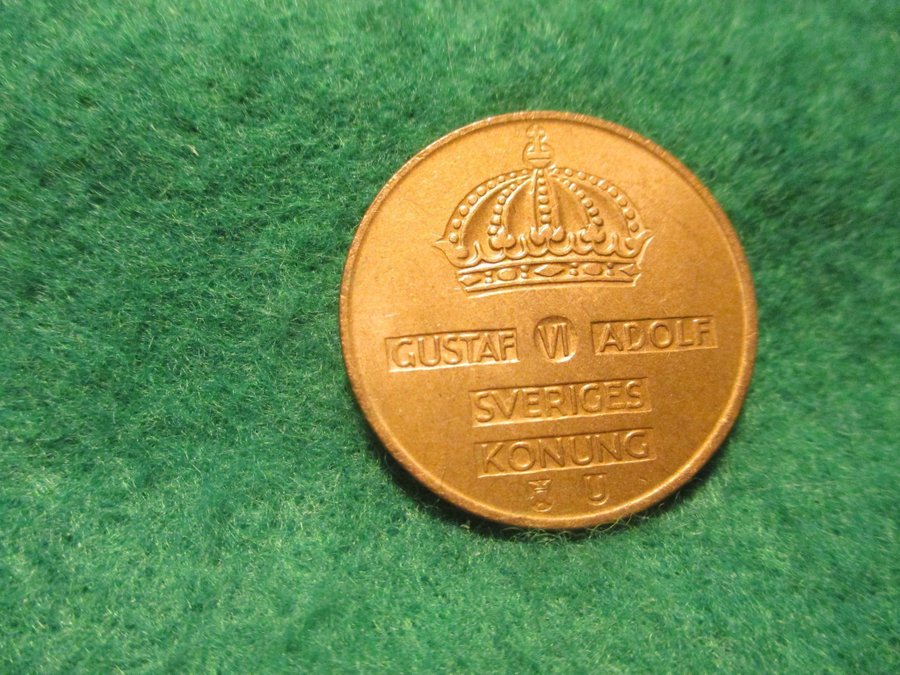 GUSTAF VI ADOLF
SVERIGES
KONUNG
U